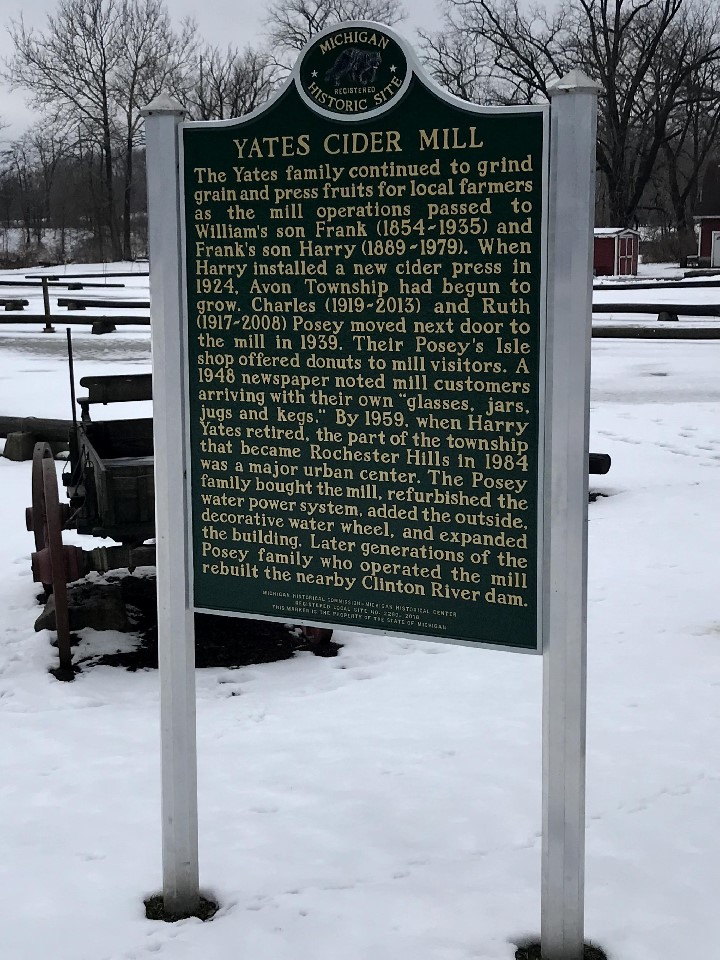 MICHIGAN
REGISTERED
HISTORIC SITE
YATES CIDER MILL
The Yates family continued to grind
grain and press fruits for local farmers
as the mill operations passed to
William's son Frank (1854-1935) and
Frank's son Harry (1889-1979). When
Harry installed a new cider press in
1924, Avon Township had begun to
grow. Charles (1919-2013) and Ruth
(1917-2008) Posey moved next door to
the mill in 1939. Their Posey's Isle
shop offered donuts to mill visitors. A
1948 newspaper noted mill customers
arriving with their own "glasses, jars,
jugs and kegs." By 1959, when Harry
Yates retired, the part of the township
that became Rochester Hills in 1984
was a major urban center. The Posey
family bought the mill, refurbished the
water power system, added the outside,
decorative water wheel, and expanded
the building. Later generations of the
Posey family who operated the mill
rebuilt the nearby Clinton River dam.
MICHIGAN HISTORICAL COMMISSION-MICHIGAN HISTORICAL CENTER
REGISTERED LOCAL SITE NO. 2280, 2018
THIS MARKER IS THE PROPERTY OF THE STATE OF MICHIGAN